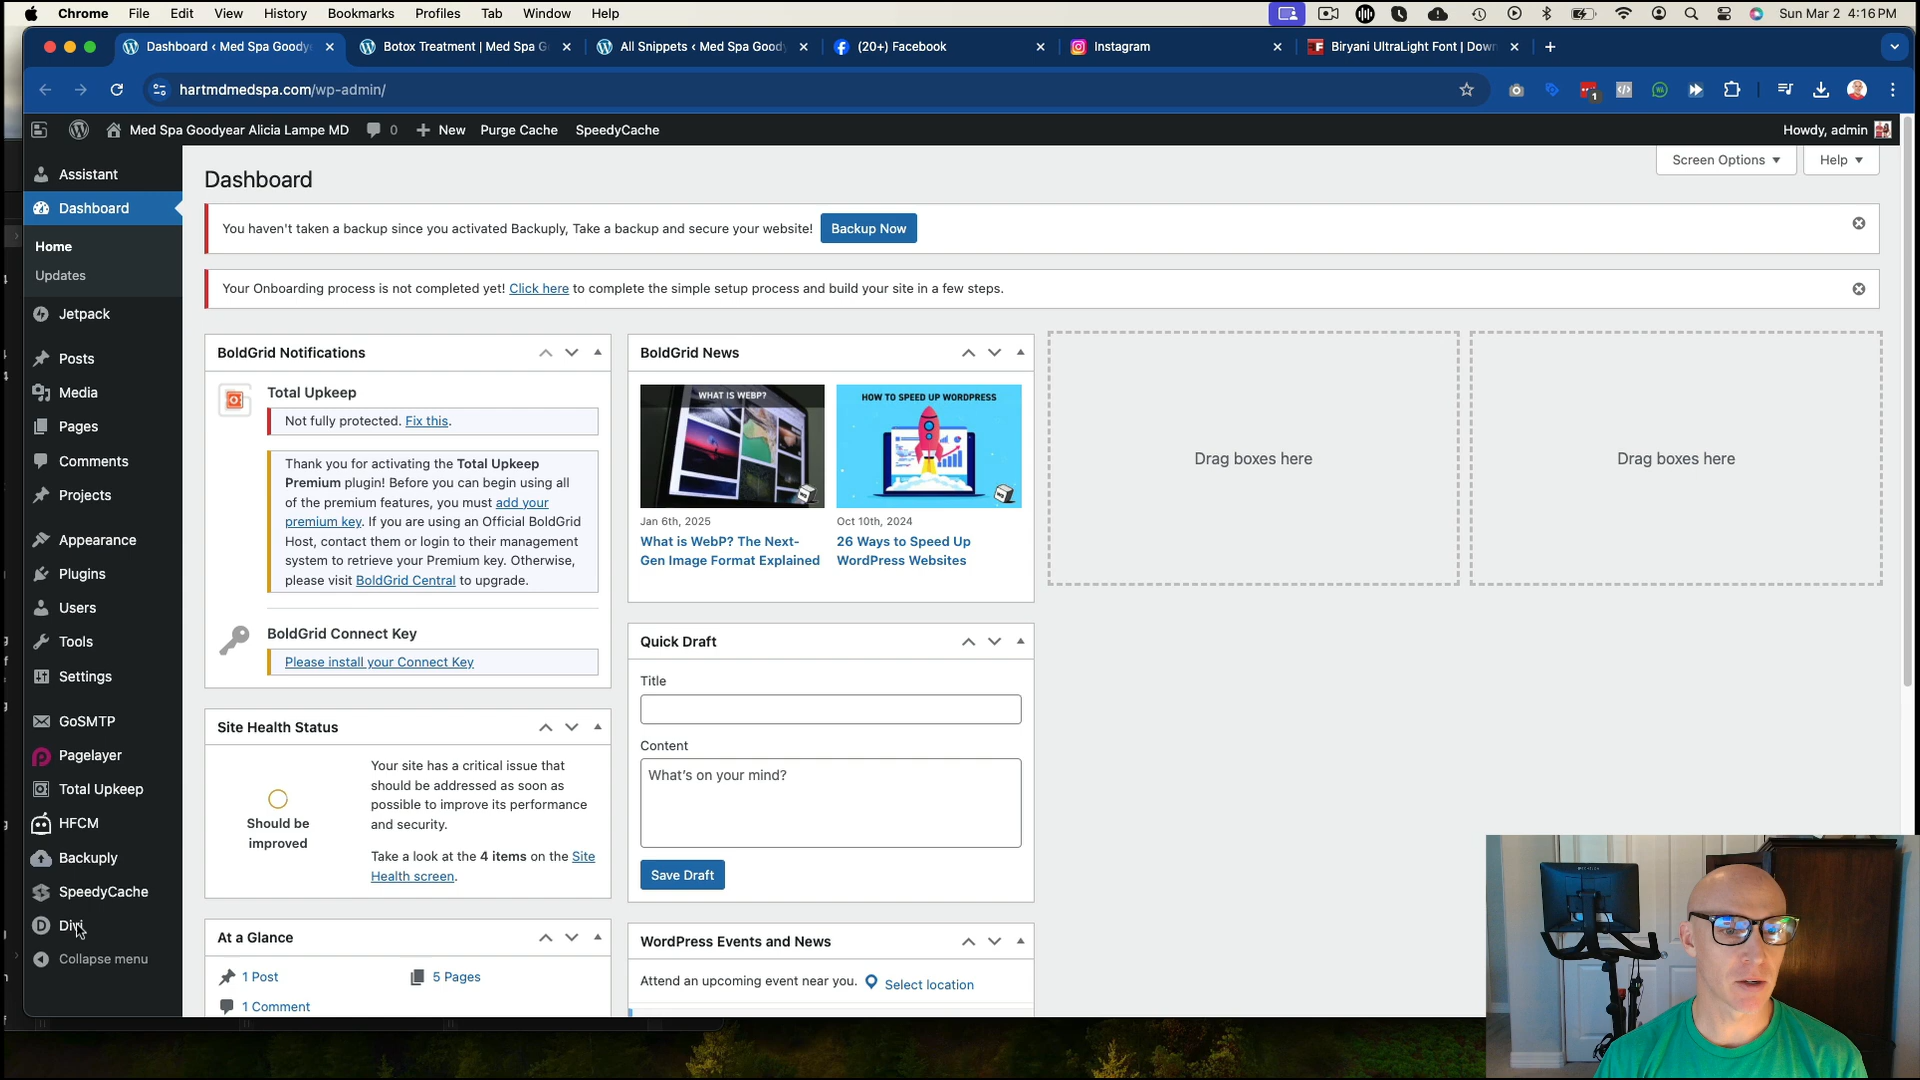 Chrome File Edit View History Bookmarks Profiles Tab Window Help Sun Mar 2 4:16 PM
Dashboard ‹ Med Spa Goodye Botox Treatment | Med Spa G All Snippets ‹ Med Spa Goody (20+) Facebook Instagram Biryani UltraLight Font | Down
hartmdmedspa.com/wp-admin/ 1
Med Spa Goodyear Alicia Lampe MD 0 New Purge Cache SpeedyCache Howdy, admin
Screen Options Help
Assistant
Dashboard
Home
Updates
Jetpack
Posts
Media
Pages
Comments
Projects
Appearance
Plugins
Users
Tools
Settings
GoSMTP
Pagelayer
Total Upkeep
HFCM
Backuply
SpeedyCache
Divi
Collapse menu
Dashboard
You haven't taken a backup since you activated Backuply, Take a backup and secure your website! Backup Now
Your Onboarding process is not completed yet! Click here to complete the simple setup process and build your site in a few steps.
BoldGrid Notifications
Total Upkeep
Not fully protected. Fix this.
Thank you for activating the Total Upkeep
Premium plugin! Before you can begin using all
of the premium features, you must add your
premium key. If you are using an Official BoldGrid
Host, contact them or login to their management
system to retrieve your Premium key. Otherwise,
please visit BoldGrid Central to upgrade.
BoldGrid Connect Key
Please install your Connect Key
Site Health Status
Should be
improved
Your site has a critical issue that
should be addressed as soon as
possible to improve its performance
and security.
Take a look at the 4 items on the Site
Health screen.
At a Glance
1 Post 5 Pages
1 Comment
BoldGrid News
WHAT IS WEBP?
HOW TO SPEED UP WORDPRESS
Jan 6th, 2025
What is WebP? The Next-
Gen Image Format Explained
Oct 10th, 2024
26 Ways to Speed Up
WordPress Websites
Quick Draft
Title
Content
What's on your mind?
Save Draft
WordPress Events and News
Attend an upcoming event near you. Select location
Drag boxes here
Drag boxes here